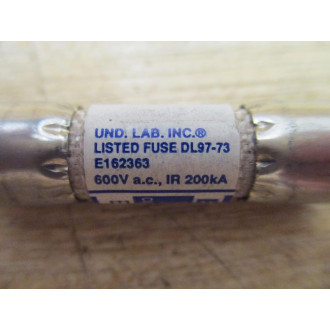 UND. LAB. INC.®
LISTED FUSE DL97-73
E162363
600V a.c., IR 200kA